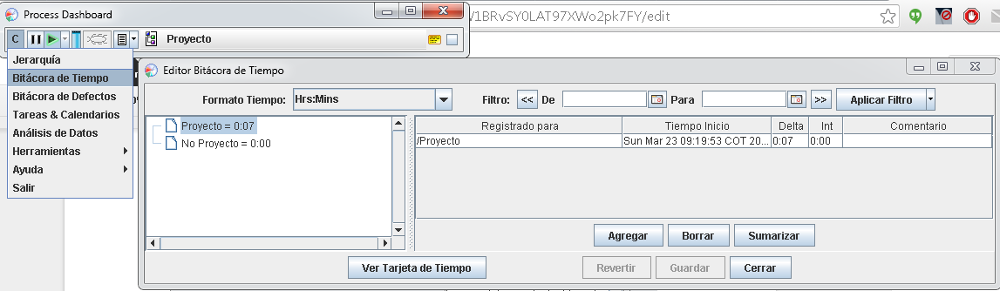 Process Dashboard
V1BRvSY0LAT97XWo2pk7FY/edit
C Proyecto
Jerarquía
Bitácora de Tiempo
Bitácora de Defectos
Tareas & Calendarios
Análisis de Datos
Herramientas
Ayuda
Salir
Editor Bitácora de Tiempo
Formato Tiempo: Hrs:Mins Filtro: << De Para >> Aplicar Filtro
Proyecto = 0:07
No Proyecto = 0:00
Registrado para Tiempo Inicio Delta Int Comentario
/Proyecto Sun Mar 23 09:19:53 COT 20... 0:07 0:00
Agregar Borrar Sumarizar
Ver Tarjeta de Tiempo Revertir Guardar Cerrar